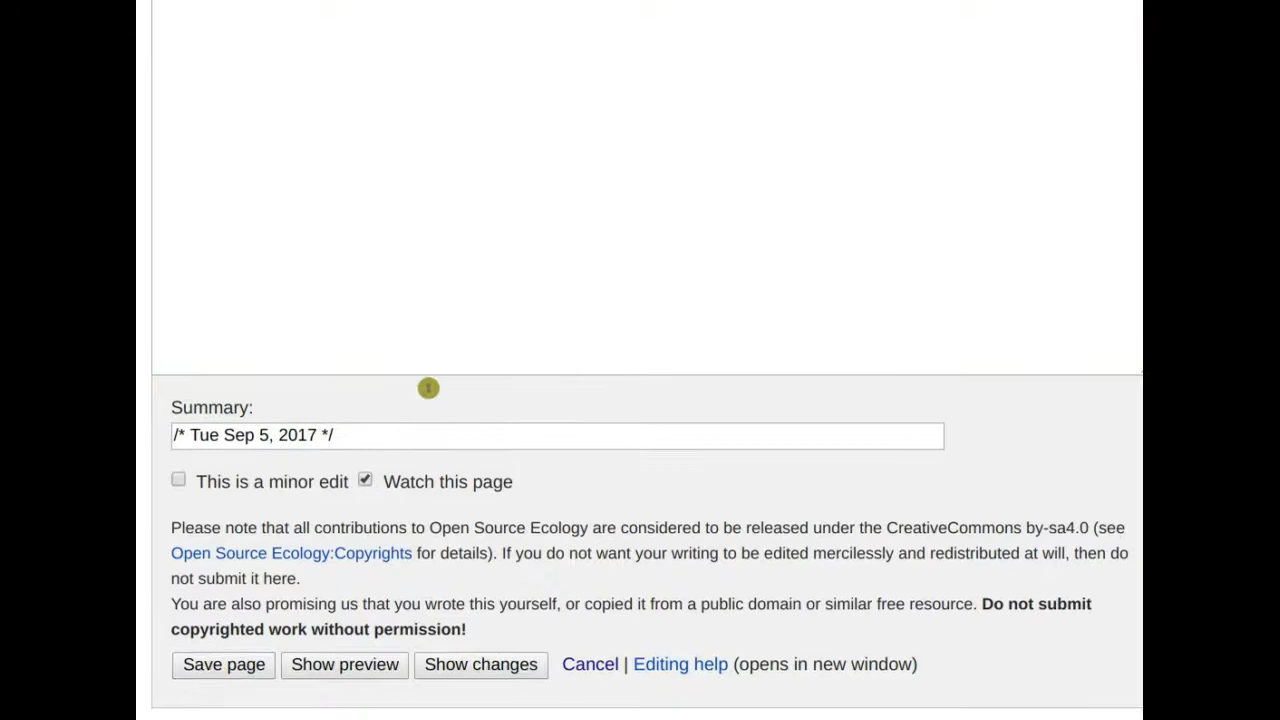 Summary:
/* Tue Sep 5, 2017 */
This is a minor edit Watch this page
Please note that all contributions to Open Source Ecology are considered to be released under the CreativeCommons by-sa4.0 (see
Open Source Ecology:Copyrights for details). If you do not want your writing to be edited mercilessly and redistributed at will, then do
not submit it here.
You are also promising us that you wrote this yourself, or copied it from a public domain or similar free resource. Do not submit
copyrighted work without permission!
Save page Show preview Show changes Cancel | Editing help (opens in new window)